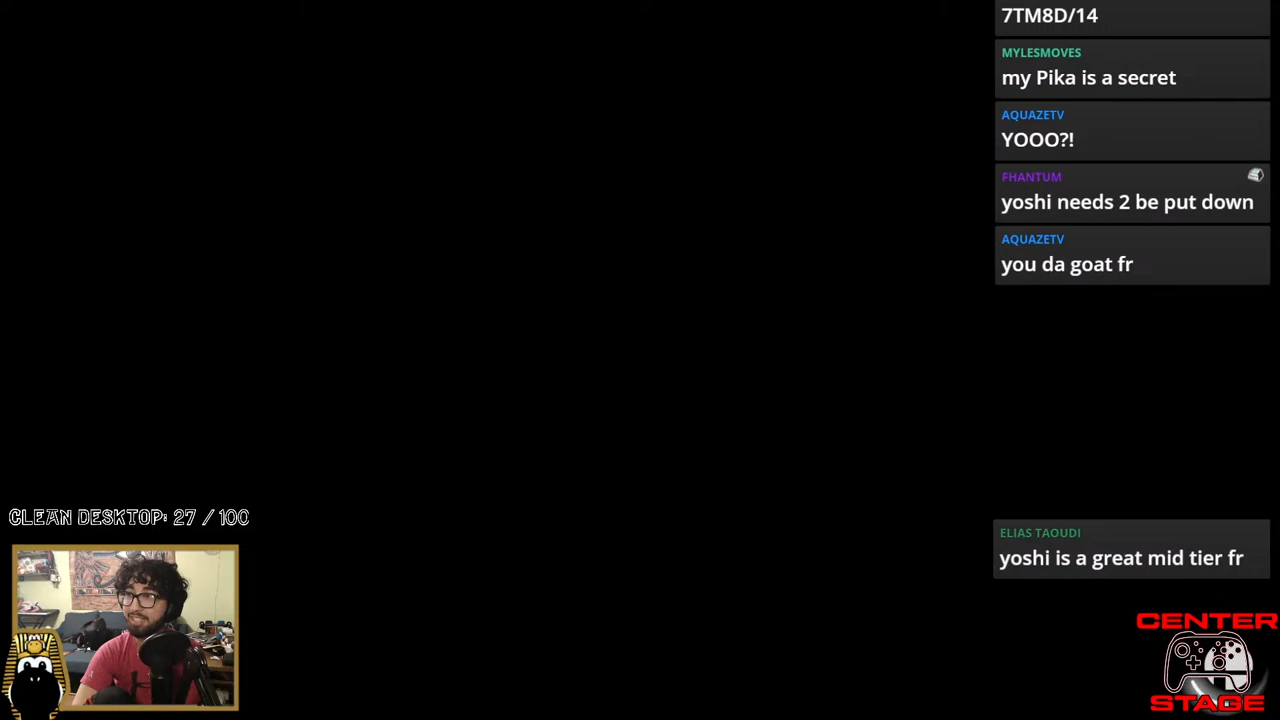 7TM8D/14
MYLESMOVES
my Pika is a secret
AQUAZETV
YOOO?!
FHANTUM
yoshi needs 2 be put down
AQUAZETV
you da goat fr
CLEAN DESKTOP: 27 / 100
ELIAS TAOUDI
yoshi is a great mid tier fr
CENTER
STAGE